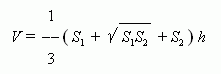 V = 1/3 ( S₁ + √S₁S₂ + S₂ ) h